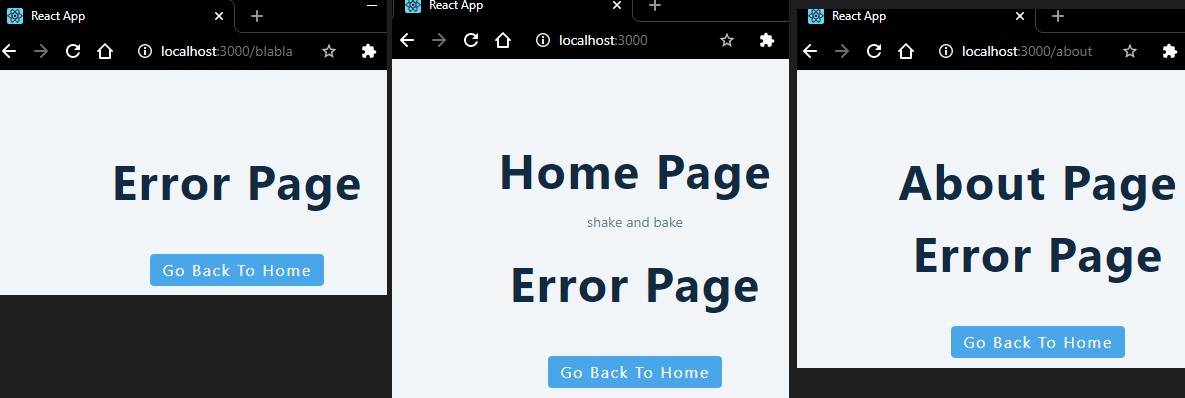 React App
localhost:3000/blabla
Error Page
Go Back To Home
React App
localhost:3000
Home Page
shake and bake
Error Page
Go Back To Home
React App
localhost:3000/about
About Page
Error Page
Go Back To Home